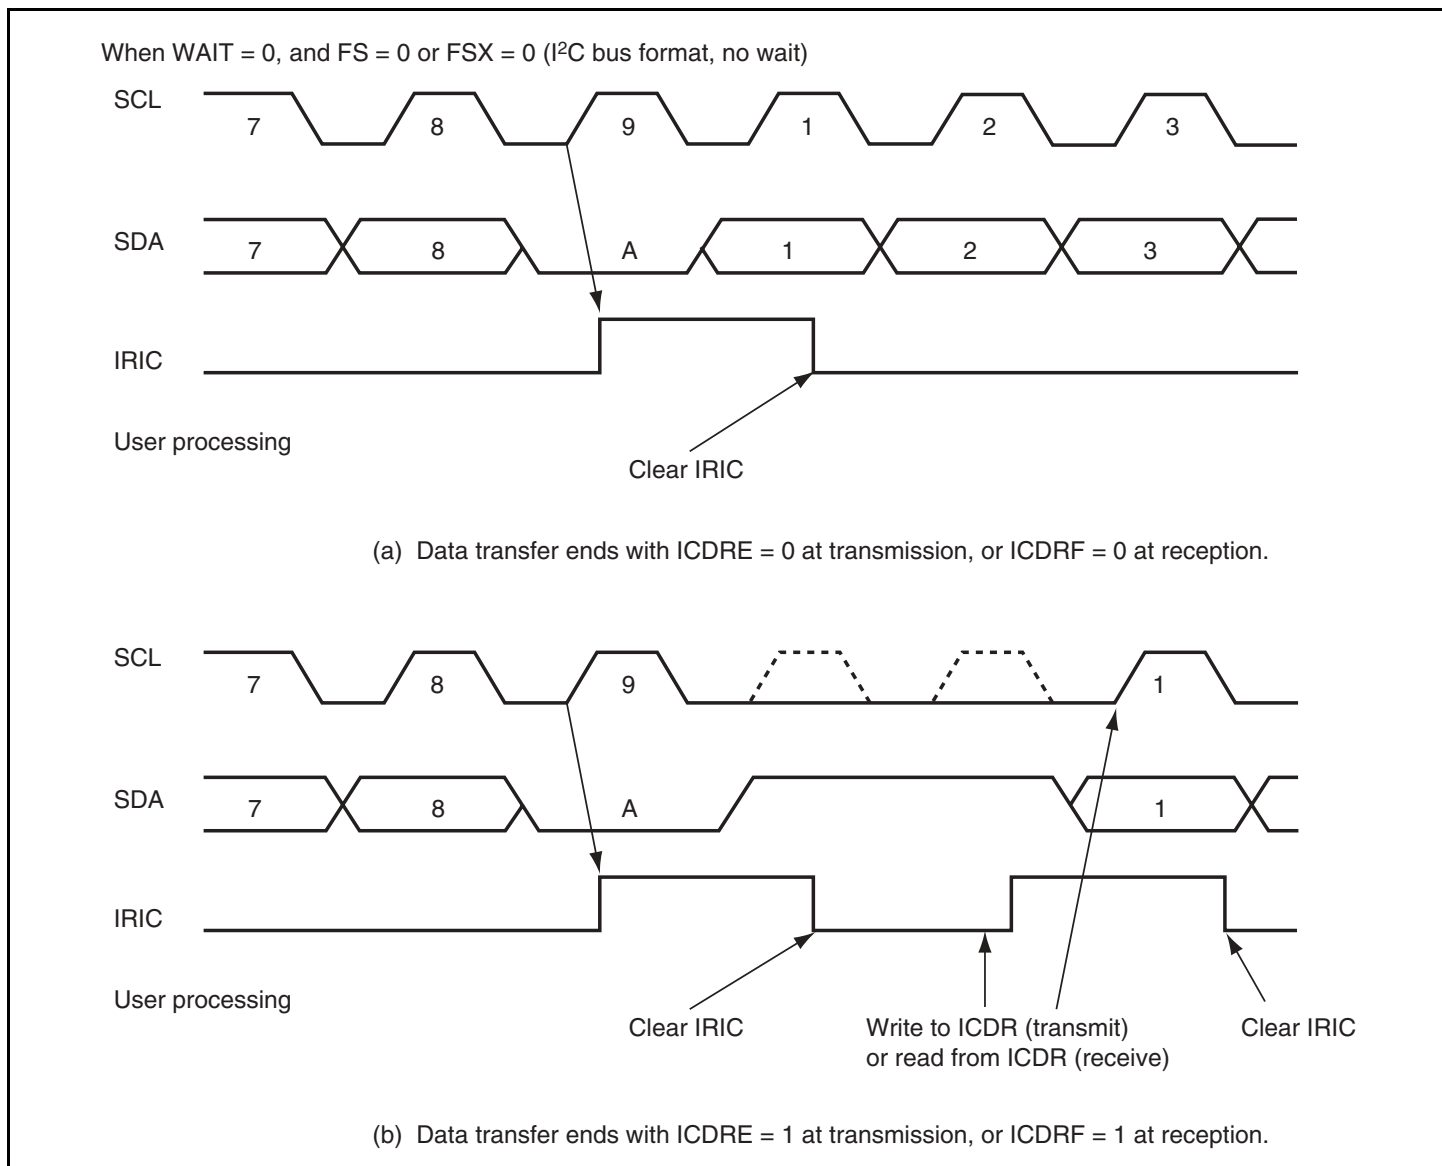 When WAIT = 0, and FS = 0 or FSX = 0 (I²C bus format, no wait)
SCL
7 8 9 1 2 3
SDA
7 8 A 1 2 3
IRIC
User processing
Clear IRIC
(a) Data transfer ends with ICDRE = 0 at transmission, or ICDRF = 0 at reception.
SCL
7 8 9 1
SDA
7 8 A 1
IRIC
User processing
Clear IRIC
Write to ICDR (transmit)
or read from ICDR (receive)
Clear IRIC
(b) Data transfer ends with ICDRE = 1 at transmission, or ICDRF = 1 at reception.